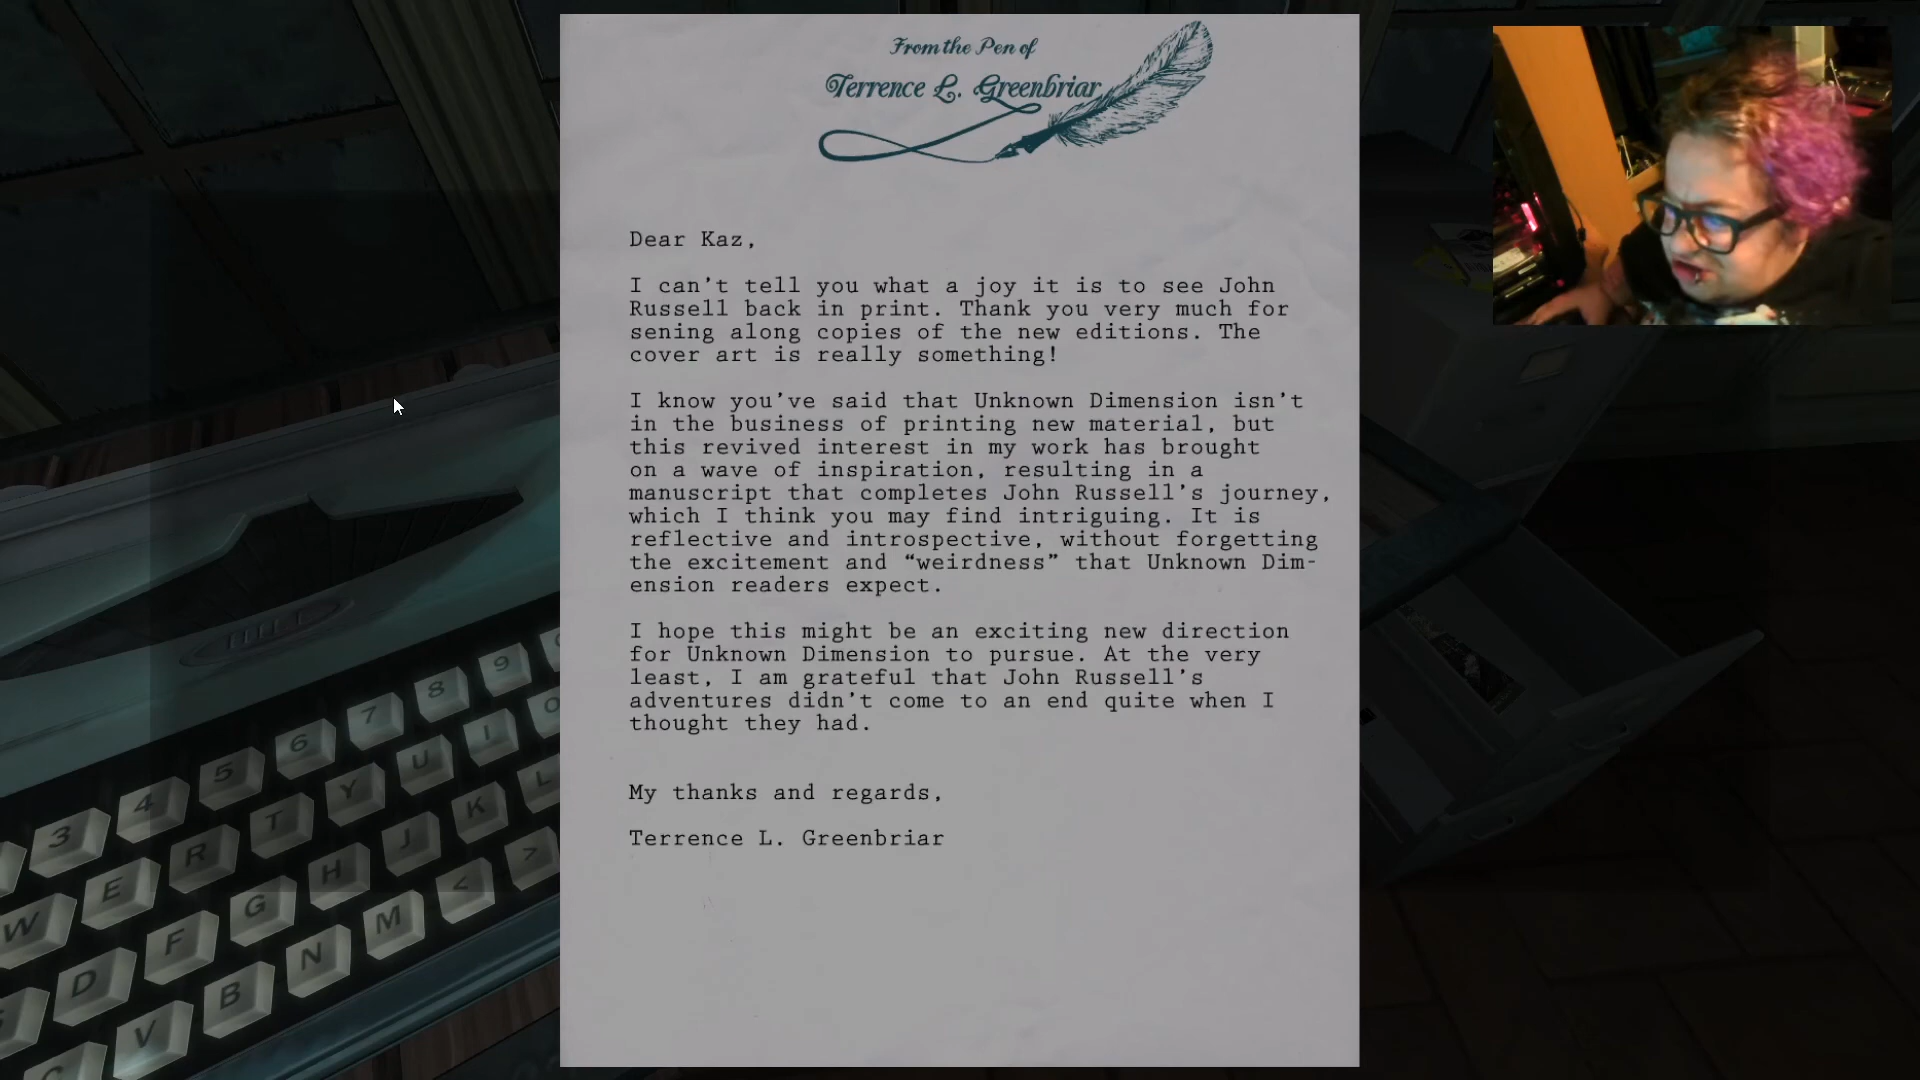 From the Pen of
Terrence L. Greenbriar
Dear Kaz,
I can't tell you what a joy it is to see John
Russell back in print. Thank you very much for
sening along copies of the new editions. The
cover art is really something!
I know you've said that Unknown Dimension isn't
in the business of printing new material, but
this revived interest in my work has brought
on a wave of inspiration, resulting in a
manuscript that completes John Russell's journey,
which I think you may find intriguing. It is
reflective and introspective, without forgetting
the excitement and “weirdness” that Unknown Dim-
ension readers expect.
I hope this might be an exciting new direction
for Unknown Dimension to pursue. At the very
least, I am grateful that John Russell's
adventures didn't come to an end quite when I
thought they had.
My thanks and regards,
Terrence L. Greenbriar
3 4 5 6 7 8 9
W E R T Y U I O
D F G H J K L
C V B N M < >